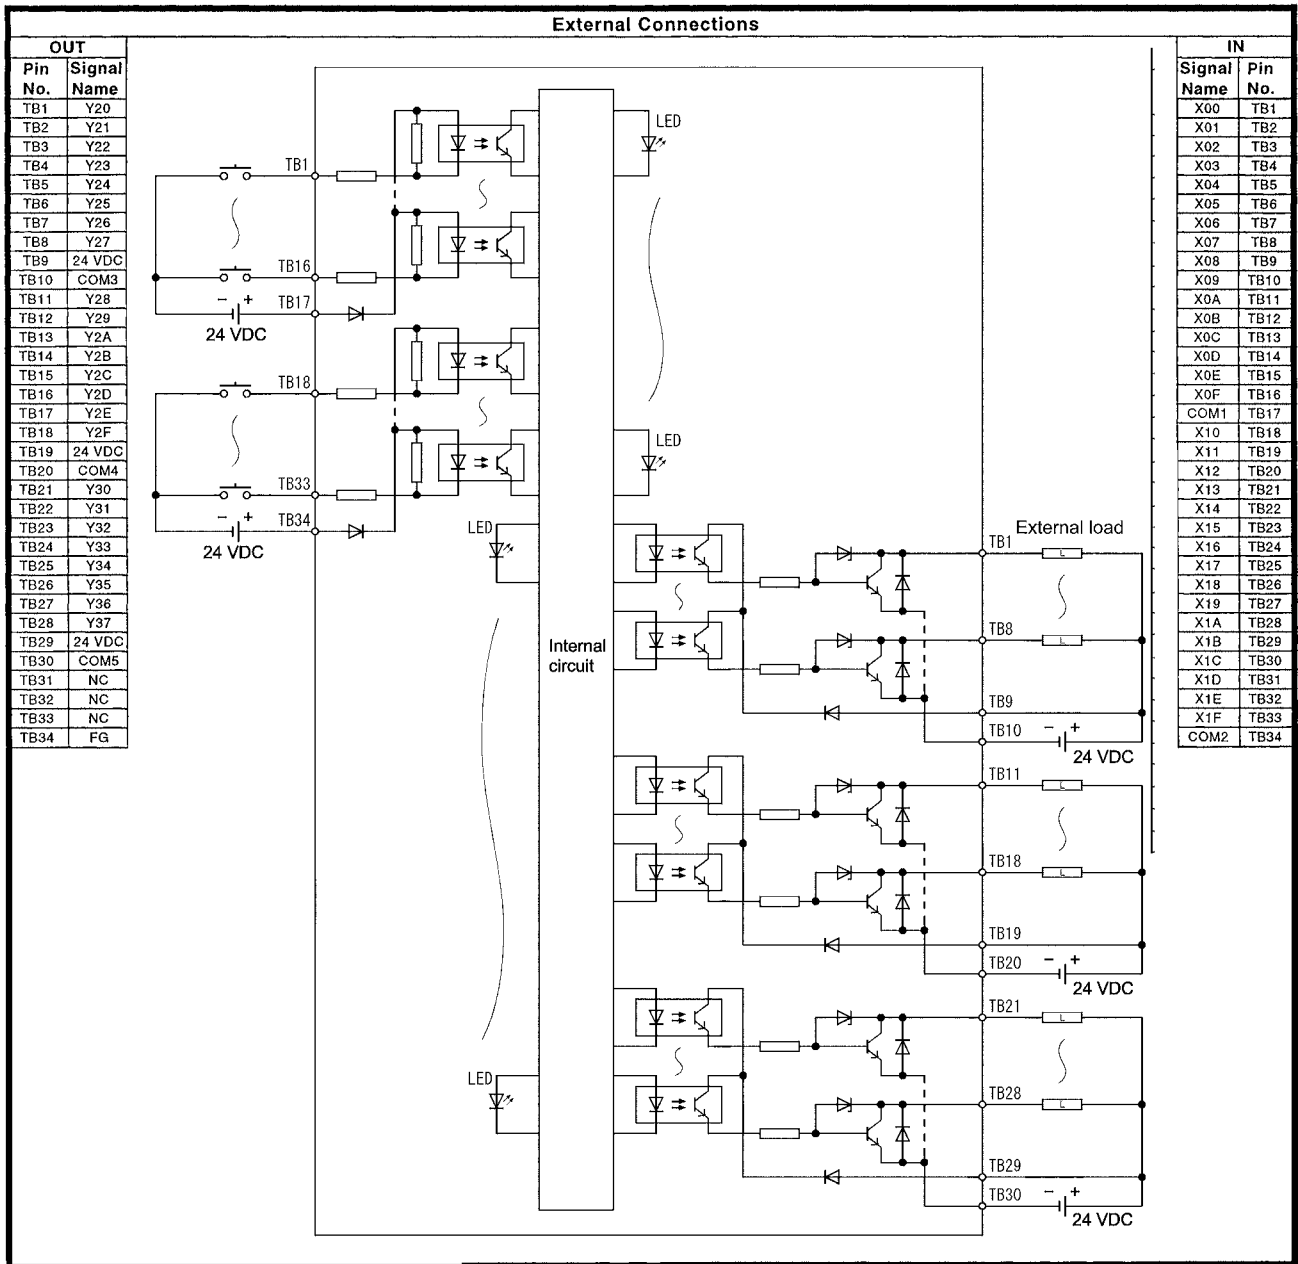 External Connections
OUT
Pin No. Signal Name
TB1 Y20
TB2 Y21
TB3 Y22
TB4 Y23
TB5 Y24
TB6 Y25
TB7 Y26
TB8 Y27
TB9 24 VDC
TB10 COM3
TB11 Y28
TB12 Y29
TB13 Y2A
TB14 Y2B
TB15 Y2C
TB16 Y2D
TB17 Y2E
TB18 Y2F
TB19 24 VDC
TB20 COM4
TB21 Y30
TB22 Y31
TB23 Y32
TB24 Y33
TB25 Y34
TB26 Y35
TB27 Y36
TB28 Y37
TB29 24 VDC
TB30 COM5
TB31 NC
TB32 NC
TB33 NC
TB34 FG
TB1
TB16
- +
TB17
24 VDC
TB18
TB33
- +
TB34
24 VDC
LED
LED
LED
LED
Internal
circuit
External load
TB1
L
TB8
L
TB9
TB10
- +
24 VDC
TB11
L
TB18
L
TB19
TB20
- +
24 VDC
TB21
L
TB28
L
TB29
TB30
- +
24 VDC
IN
Signal Name Pin No.
X00 TB1
X01 TB2
X02 TB3
X03 TB4
X04 TB5
X05 TB6
X06 TB7
X07 TB8
X08 TB9
X09 TB10
X0A TB11
X0B TB12
X0C TB13
X0D TB14
X0E TB15
X0F TB16
COM1 TB17
X10 TB18
X11 TB19
X12 TB20
X13 TB21
X14 TB22
X15 TB23
X16 TB24
X17 TB25
X18 TB26
X19 TB27
X1A TB28
X1B TB29
X1C TB30
X1D TB31
X1E TB32
X1F TB33
COM2 TB34